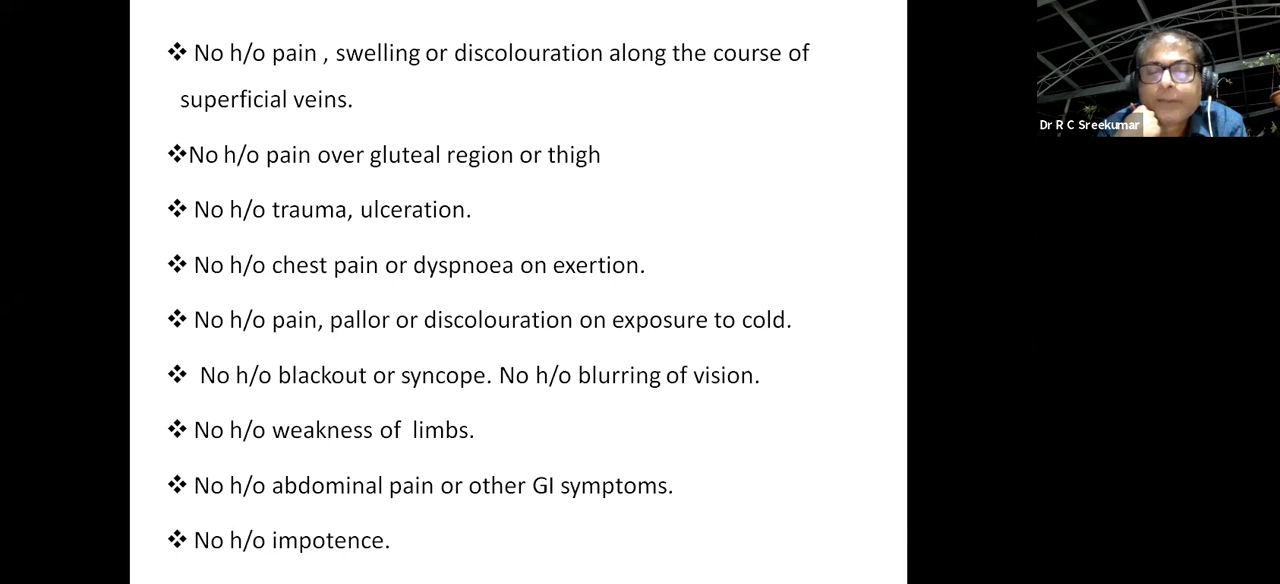 ❖ No h/o pain , swelling or discolouration along the course of
superficial veins.
❖No h/o pain over gluteal region or thigh
❖ No h/o trauma, ulceration.
❖ No h/o chest pain or dyspnoea on exertion.
❖ No h/o pain, pallor or discolouration on exposure to cold.
❖ No h/o blackout or syncope. No h/o blurring of vision.
❖ No h/o weakness of limbs.
❖ No h/o abdominal pain or other GI symptoms.
❖ No h/o impotence.
Dr R C Sreekumar